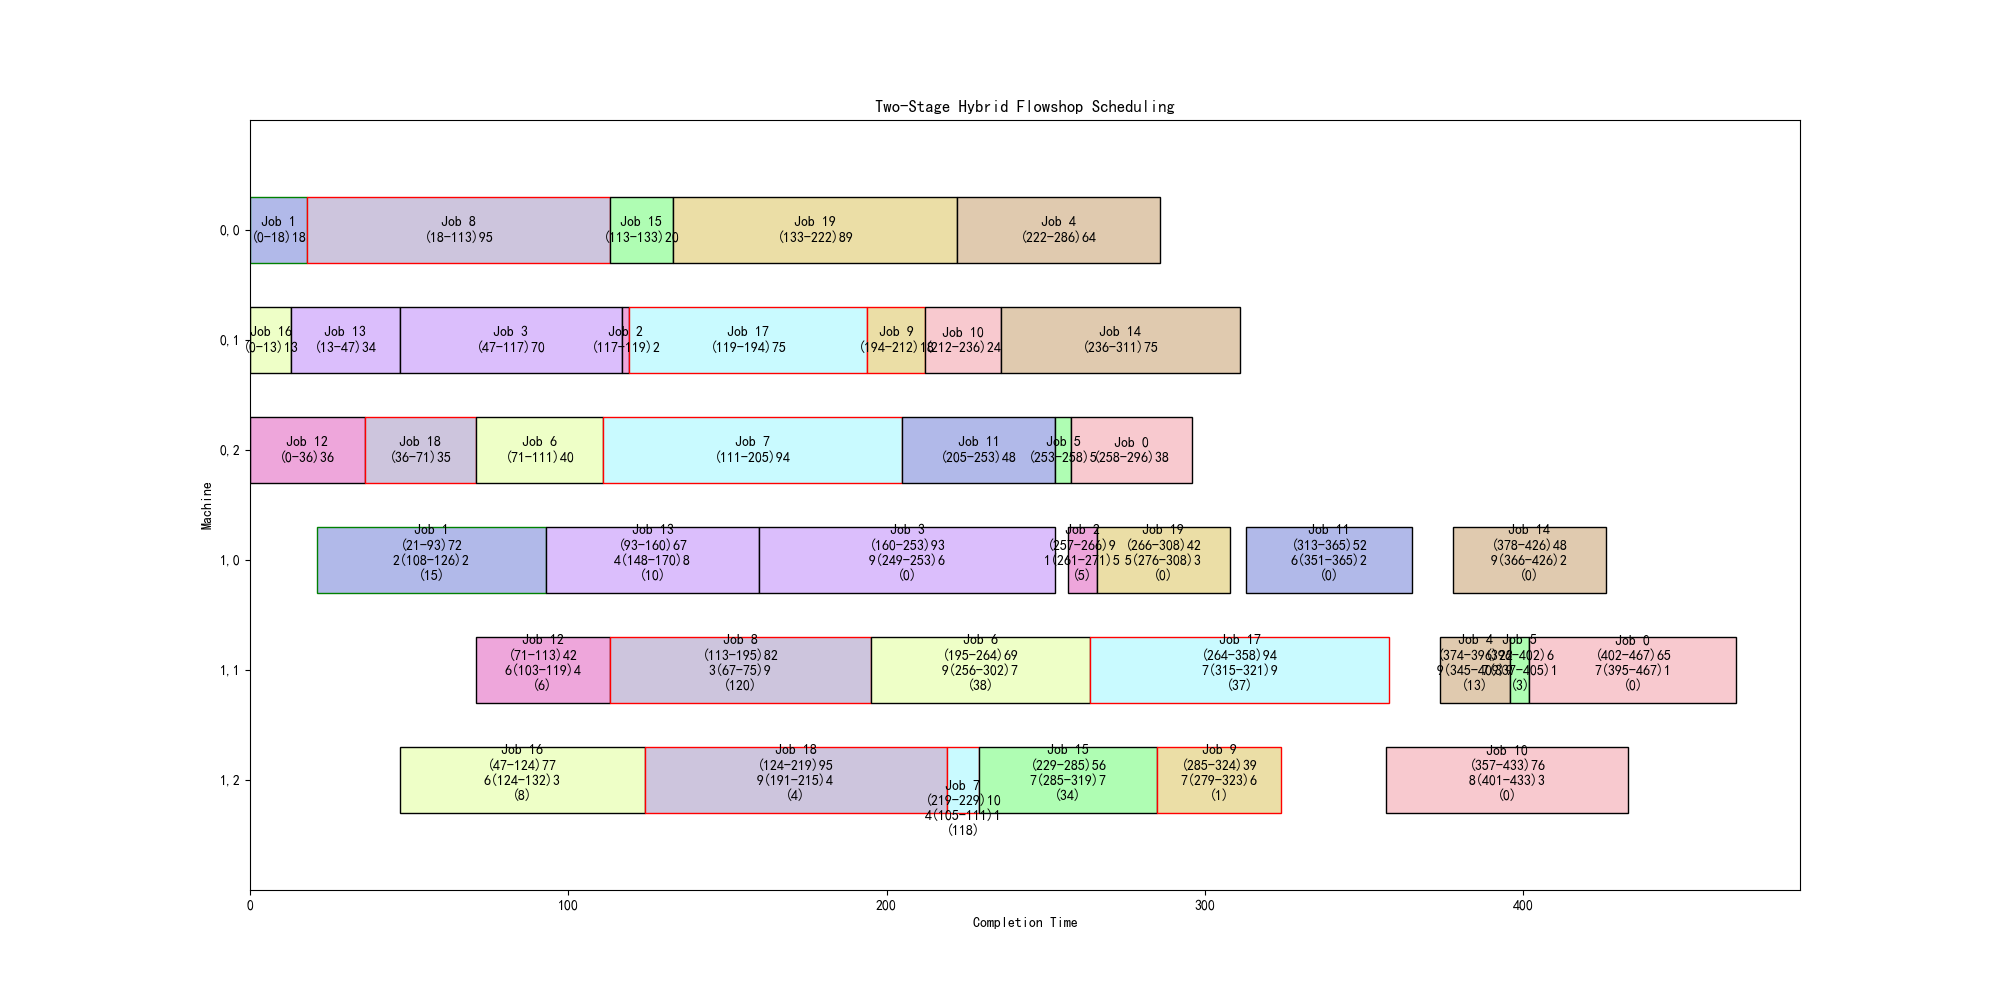 Two-Stage Hybrid Flowshop Scheduling
Machine
0,0
Job 1
(0-18)18
Job 8
(18-113)95
Job 15
(113-133)20
Job 19
(133-222)89
Job 4
(222-286)64
0,1
Job 16
(0-13)13
Job 13
(13-47)34
Job 3
(47-117)70
Job 2
(117-119)2
Job 17
(119-194)75
Job 9
(194-212)18
Job 10
(212-236)24
Job 14
(236-311)75
0,2
Job 12
(0-36)36
Job 18
(36-71)35
Job 6
(71-111)40
Job 7
(111-205)94
Job 11
(205-253)48
Job 5
(253-258)5
Job 0
(258-296)38
1,0
Job 1
(21-93)72
2(108-126)2
(15)
Job 13
(93-160)67
4(148-170)8
(10)
Job 3
(160-253)93
9(249-253)6
(0)
Job 2
(257-266)9
1(261-271)5
(5)
Job 19
(266-308)42
5(276-308)3
(0)
Job 11
(313-365)52
6(351-365)2
(0)
Job 14
(378-426)48
9(366-426)2
(0)
1,1
Job 12
(71-113)42
6(103-119)4
(6)
Job 8
(113-195)82
3(67-75)9
(120)
Job 6
(195-264)69
9(256-302)7
(38)
Job 17
(264-358)94
7(315-321)9
(37)
Job 4
(374-396)22
(13)
Job 5
(396-402)6
(3)
Job 0
(402-467)65
7(395-467)1
(0)
1,2
Job 16
(47-124)77
6(124-132)3
(8)
Job 18
(124-219)95
9(191-215)4
(4)
Job 7
(219-229)10
4(105-111)1
(118)
Job 15
(229-285)56
7(285-319)7
(34)
Job 9
(285-324)39
7(279-323)6
(1)
Job 10
(357-433)76
8(401-433)3
(0)
0
100
200
300
400
Completion Time